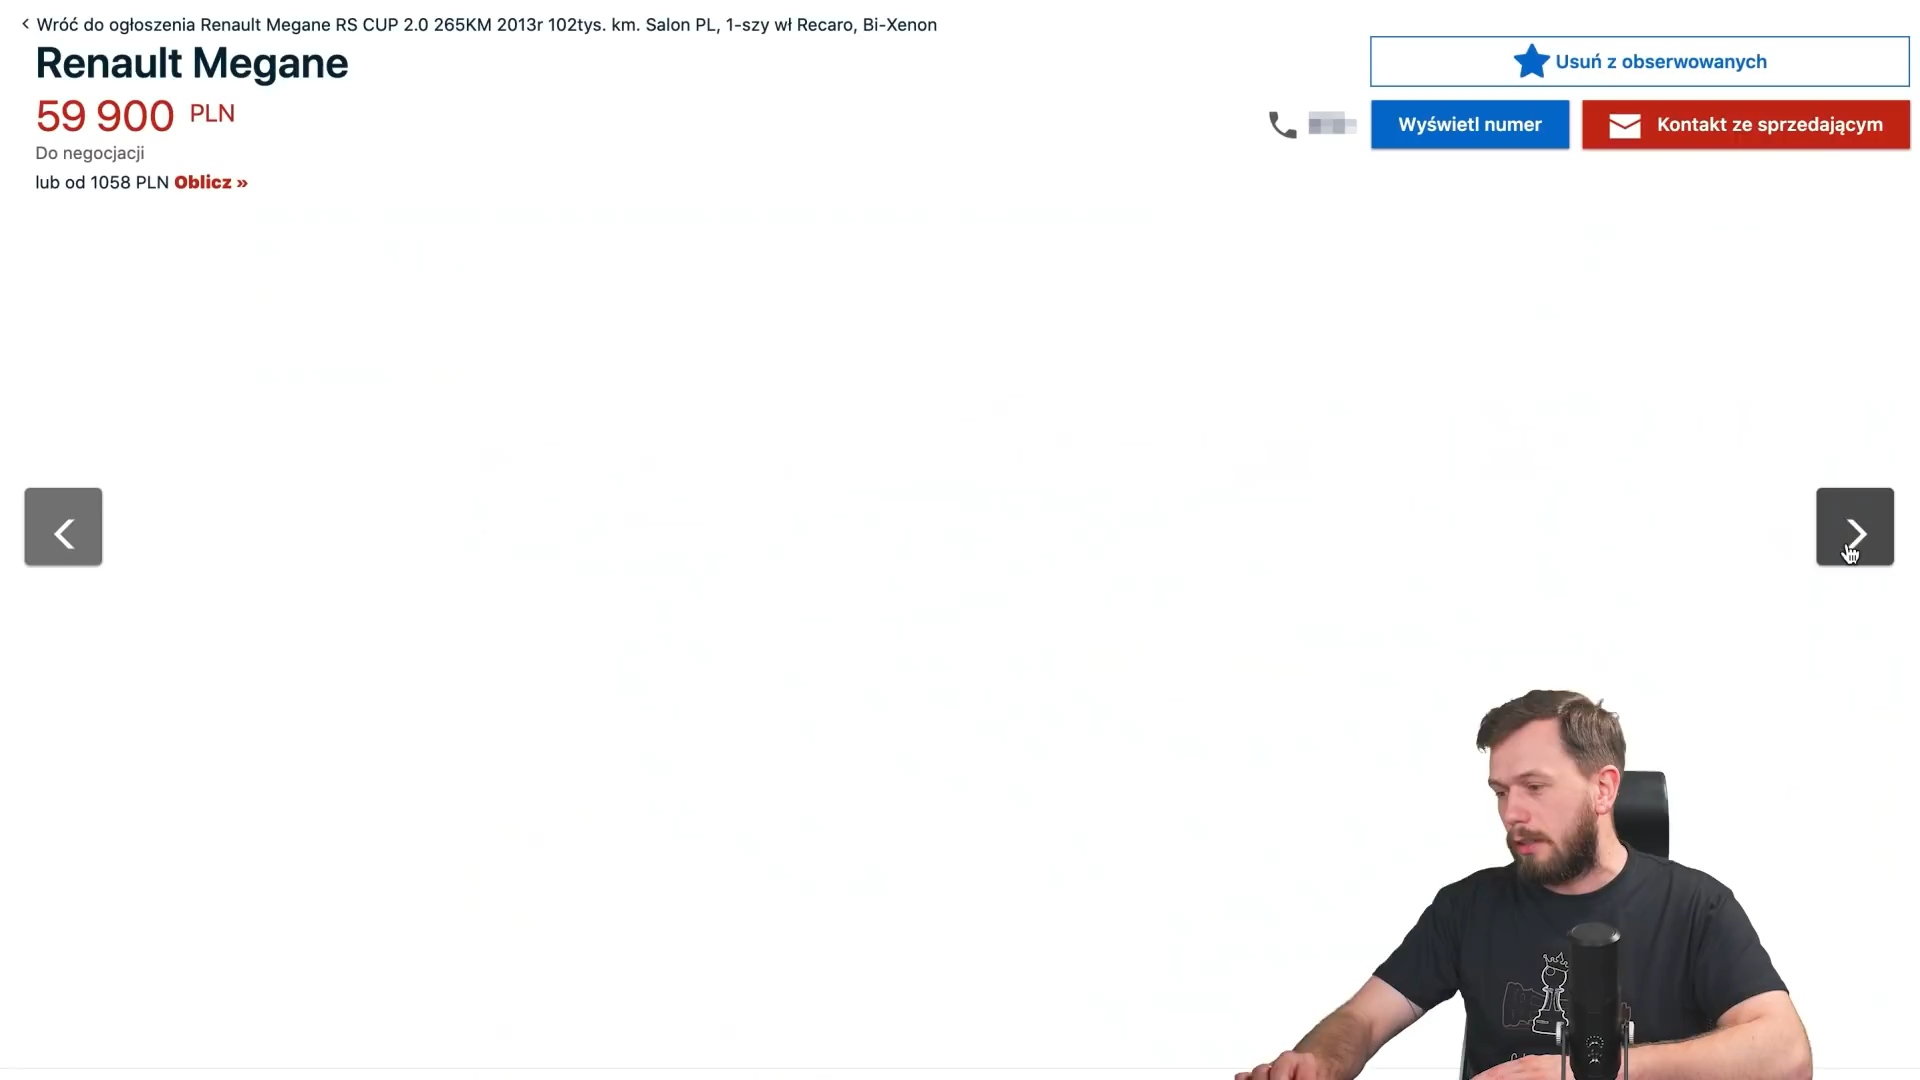 Wróć do ogłoszenia Renault Megane RS CUP 2.0 265KM 2013r 102tys. km. Salon PL, 1-szy wł Recaro, Bi-Xenon
Renault Megane
59 900 PLN
Do negocjacji
lub od 1058 PLN Oblicz »
Usuń z obserwowanych
Wyświetl numer
Kontakt ze sprzedającym